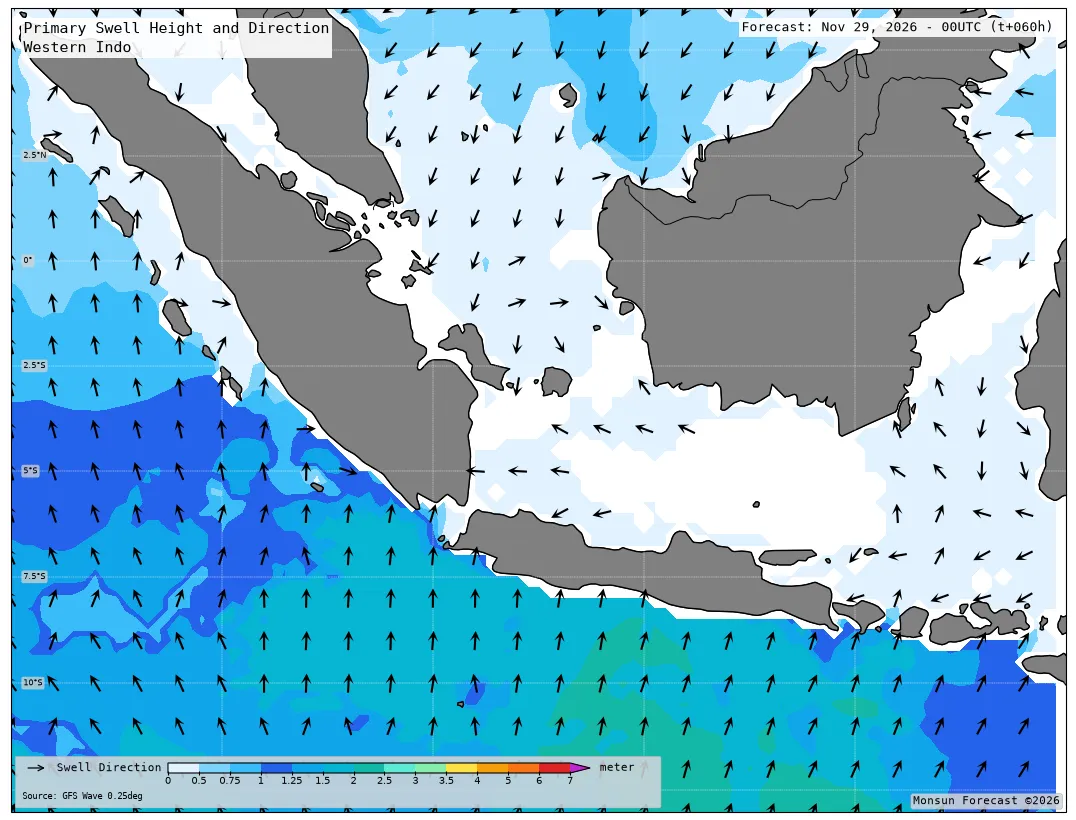 Primary Swell Height and Direction
Western Indo
Forecast: Nov 29, 2026 - 00UTC (t+060h)
2.5°N
0°
2.5°S
5°S
7.5°S
10°S
Swell Direction
meter
0 0.5 0.75 1 1.25 1.5 2 2.5 3 3.5 4 5 6 7
Source: GFS Wave 0.25deg
Monsun Forecast ©2026